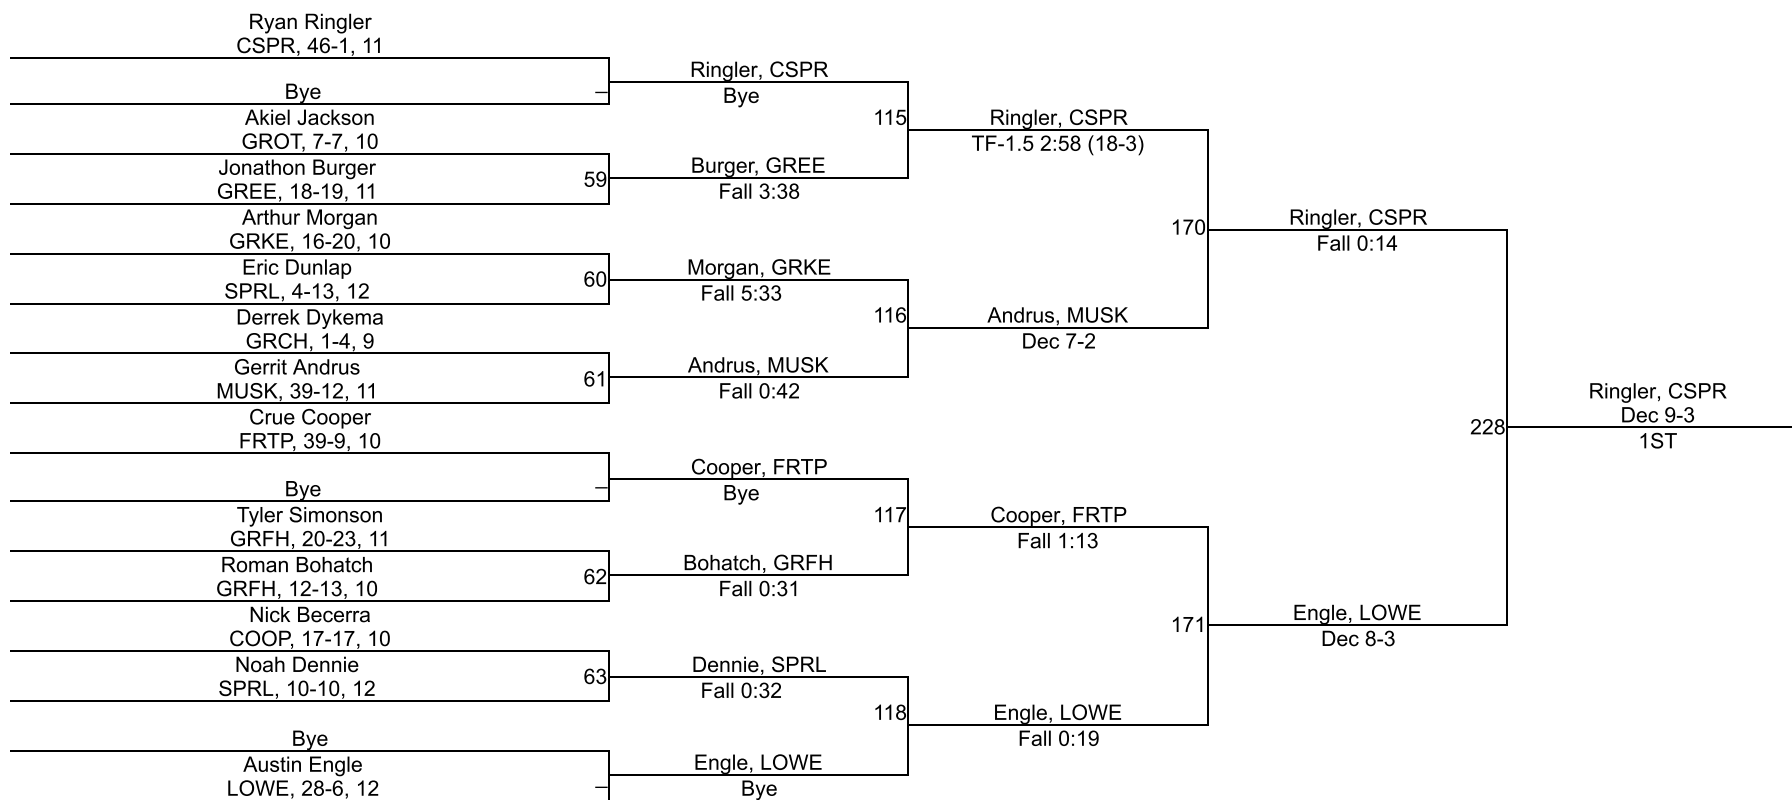 Ryan Ringler
CSPR, 46-1, 11
Bye
–
Akiel Jackson
GROT, 7-7, 10
Jonathon Burger
GREE, 18-19, 11
59
Arthur Morgan
GRKE, 16-20, 10
Eric Dunlap
SPRL, 4-13, 12
60
Derrek Dykema
GRCH, 1-4, 9
Gerrit Andrus
MUSK, 39-12, 11
61
Crue Cooper
FRTP, 39-9, 10
Bye
–
Tyler Simonson
GRFH, 20-23, 11
Roman Bohatch
GRFH, 12-13, 10
62
Nick Becerra
COOP, 17-17, 10
Noah Dennie
SPRL, 10-10, 12
63
Bye
Austin Engle
LOWE, 28-6, 12
–
Ringler, CSPR
Bye
115
Burger, GREE
Fall 3:38
Morgan, GRKE
Fall 5:33
116
Andrus, MUSK
Fall 0:42
Cooper, FRTP
Bye
117
Bohatch, GRFH
Fall 0:31
Dennie, SPRL
Fall 0:32
118
Engle, LOWE
Bye
Ringler, CSPR
TF-1.5 2:58 (18-3)
170
Andrus, MUSK
Dec 7-2
Cooper, FRTP
Fall 1:13
171
Engle, LOWE
Fall 0:19
Ringler, CSPR
Fall 0:14
228
Engle, LOWE
Dec 8-3
Ringler, CSPR
Dec 9-3
1ST